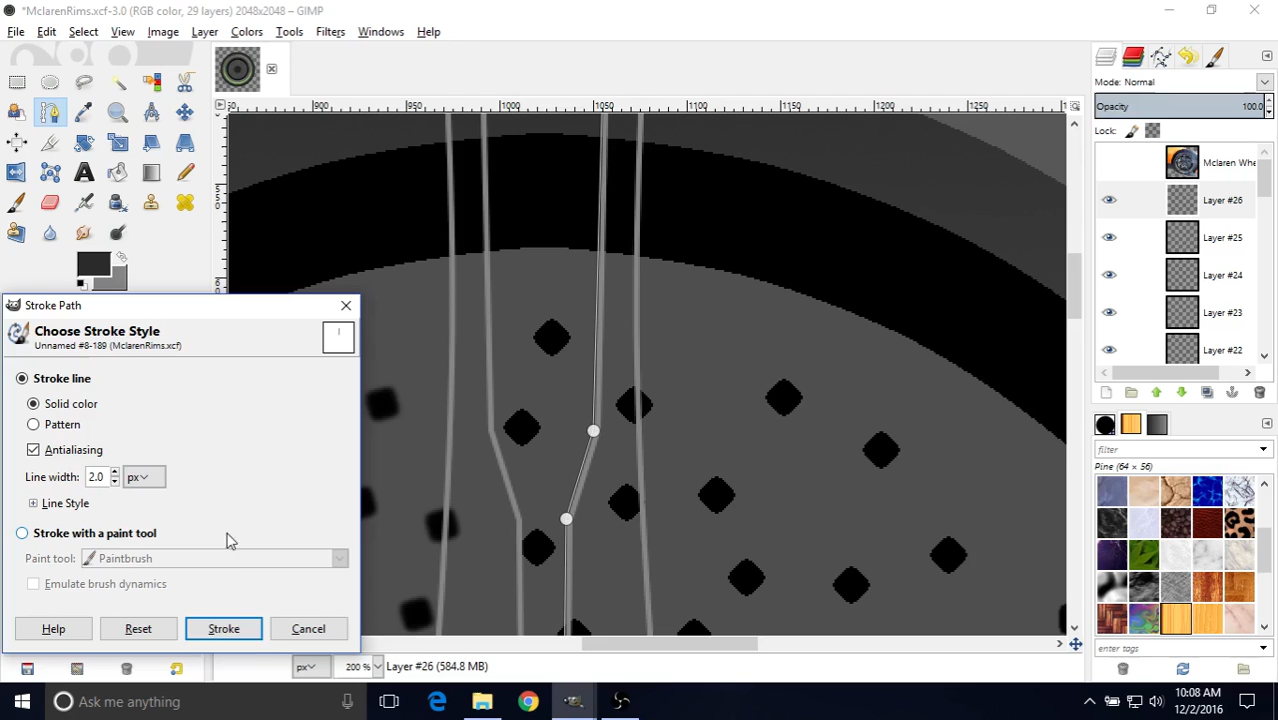 *MclarenRims.xcf-3.0 (RGB color, 29 layers) 2048x2048 – GIMP
File Edit Select View Image Layer Colors Tools Filters Windows Help
Mode: Normal
Opacity 100.0
Lock:
900 950 1000 1050 1100 1150 1200 1250
Mclaren Whe
Layer #26
Layer #25
Layer #24
Layer #23
Layer #22
Stroke Path
Choose Stroke Style
Unnamed #8-189 (MclarenRims.xcf)
Stroke line
Solid color
Pattern
Antialiasing
Line width: 2.0 px
Line Style
Stroke with a paint tool
Paint tool: Paintbrush
Emulate brush dynamics
Help Reset Stroke Cancel
filter
Pine (64 × 56)
enter tags
px 200 % Layer #26 (584.8 MB)
Ask me anything
10:08 AM
12/2/2016